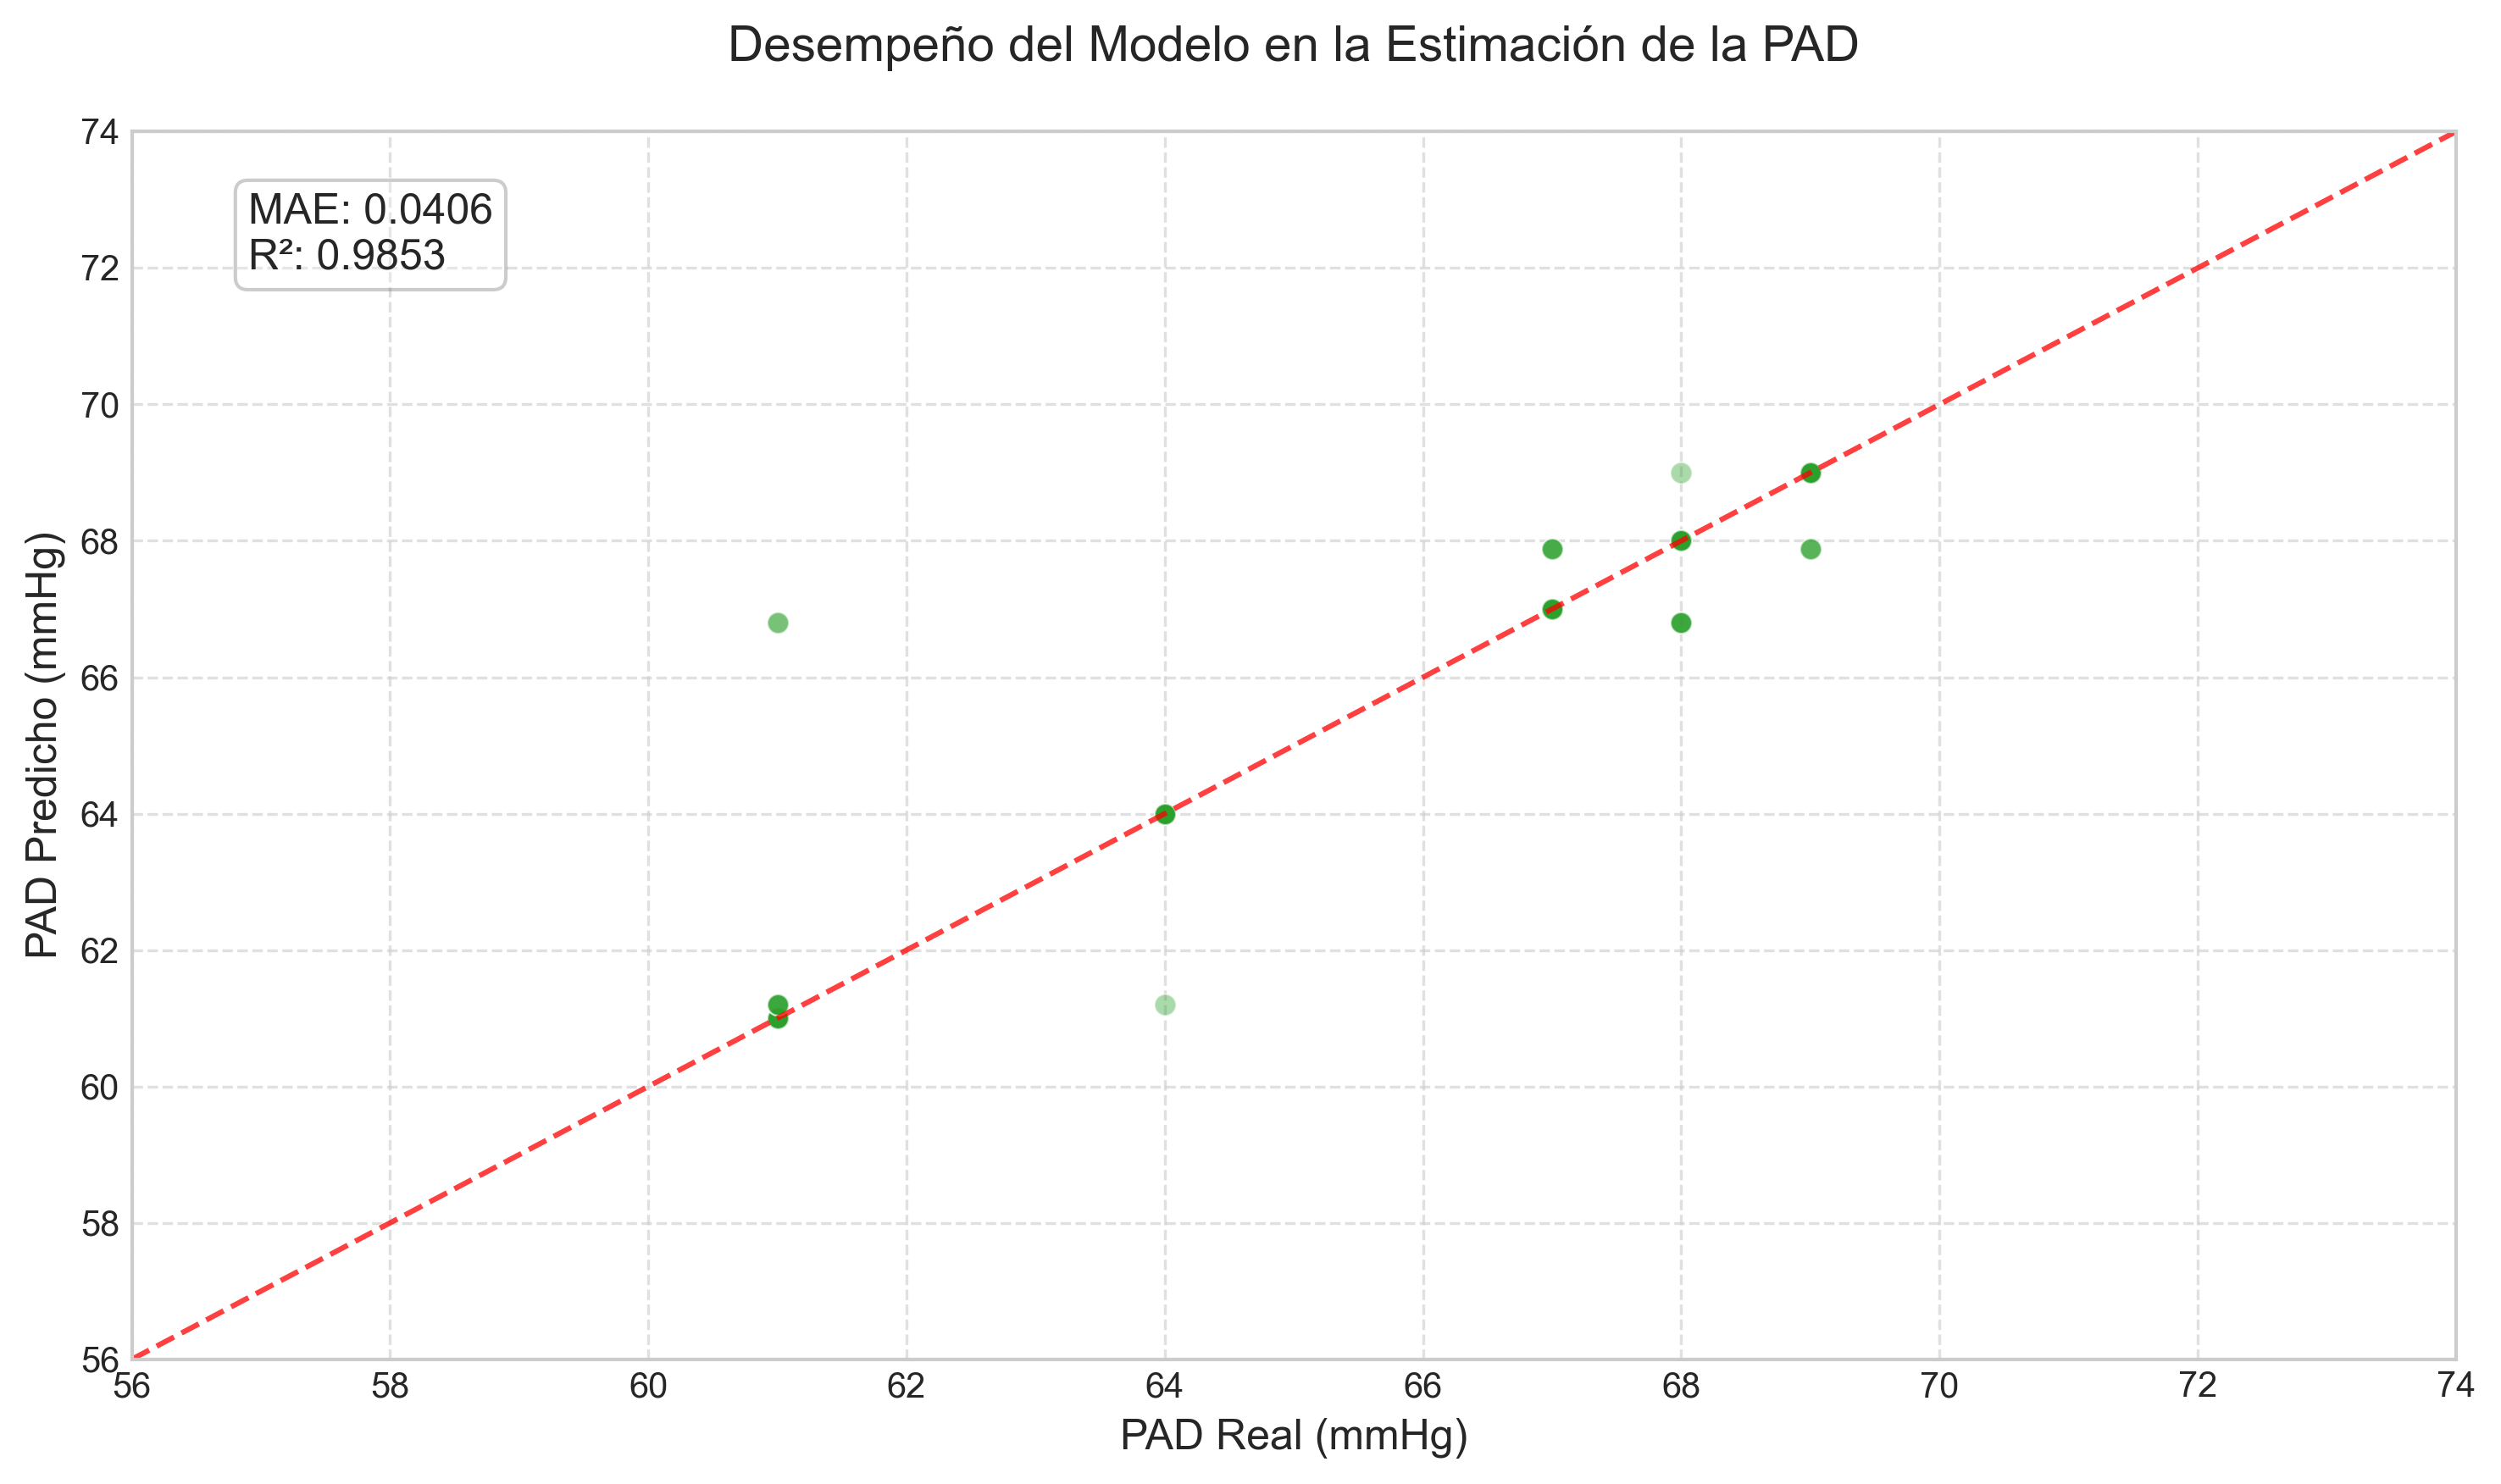 Desempeño del Modelo en la Estimación de la PAD
MAE: 0.0406
R²: 0.9853
74
72
70
68
66
64
62
60
58
56
PAD Predicho (mmHg)
56 58 60 62 64 66 68 70 72 74
PAD Real (mmHg)